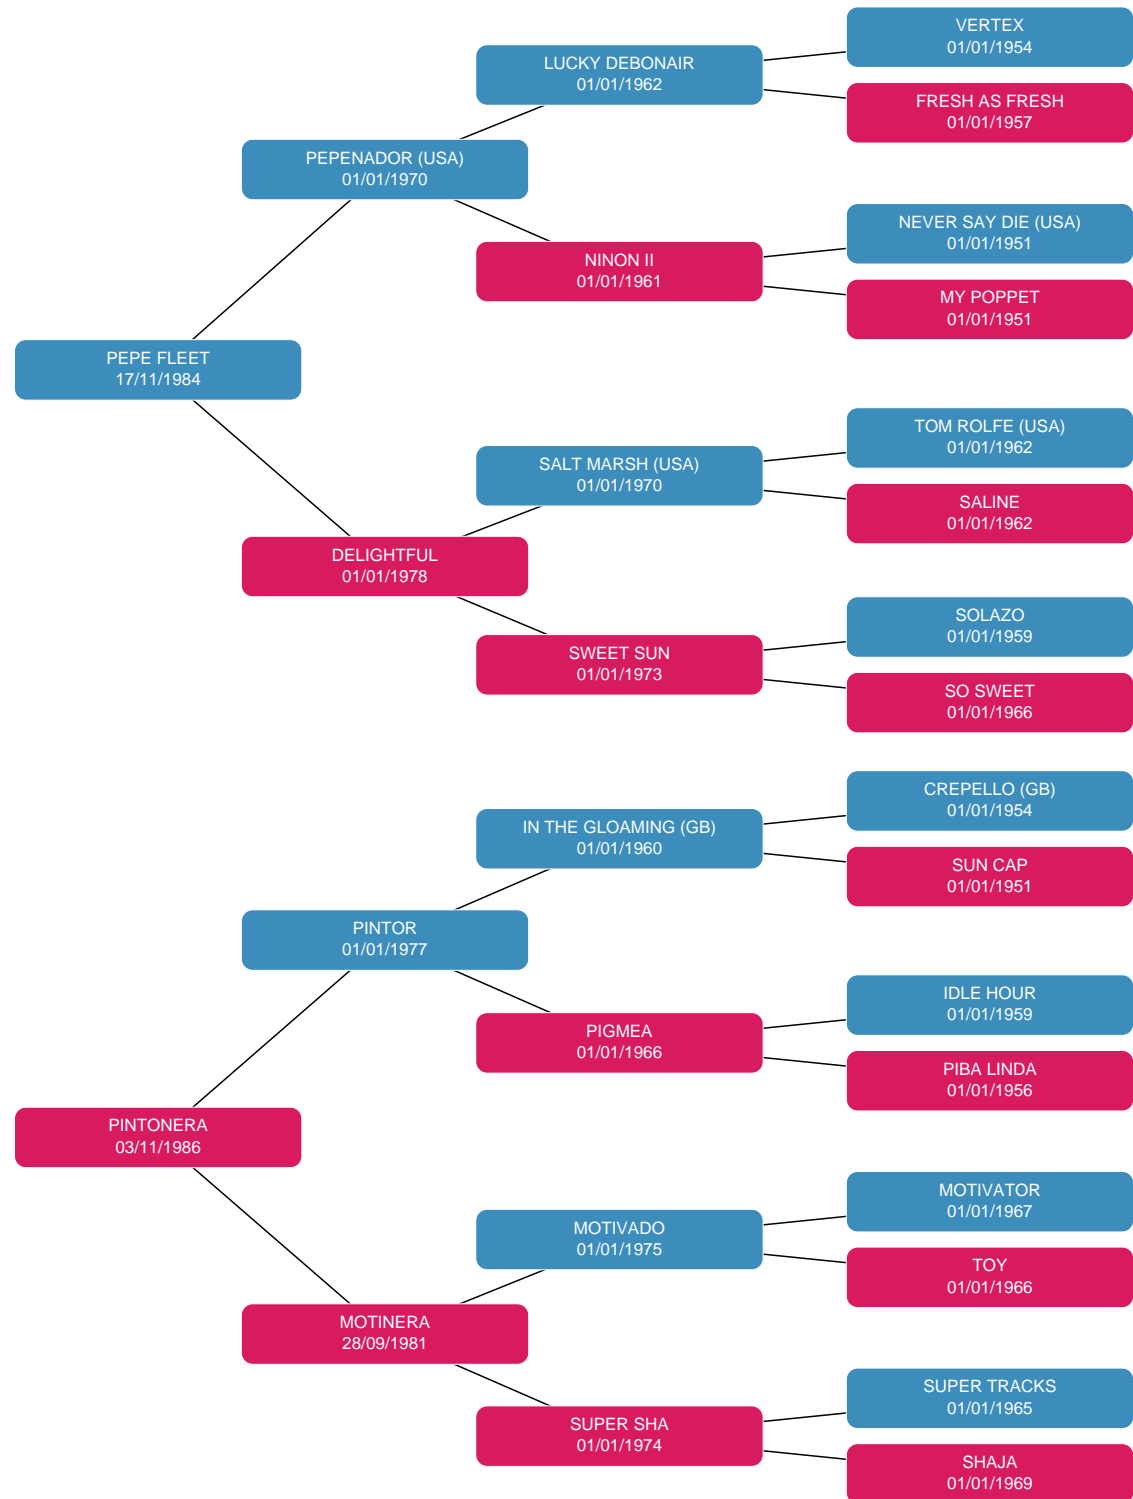 VERTEX
01/01/1954
LUCKY DEBONAIR
01/01/1962
FRESH AS FRESH
01/01/1957
PEPENADOR (USA)
01/01/1970
NEVER SAY DIE (USA)
01/01/1951
NINON II
01/01/1961
MY POPPET
01/01/1951
PEPE FLEET
17/11/1984
TOM ROLFE (USA)
01/01/1962
SALT MARSH (USA)
01/01/1970
SALINE
01/01/1962
DELIGHTFUL
01/01/1978
SOLAZO
01/01/1959
SWEET SUN
01/01/1973
SO SWEET
01/01/1966
CREPELLO (GB)
01/01/1954
IN THE GLOAMING (GB)
01/01/1960
SUN CAP
01/01/1951
PINTOR
01/01/1977
IDLE HOUR
01/01/1959
PIGMEA
01/01/1966
PIBA LINDA
01/01/1956
PINTONERA
03/11/1986
MOTIVATOR
01/01/1967
MOTIVADO
01/01/1975
TOY
01/01/1966
MOTINERA
28/09/1981
SUPER TRACKS
01/01/1965
SUPER SHA
01/01/1974
SHAJA
01/01/1969